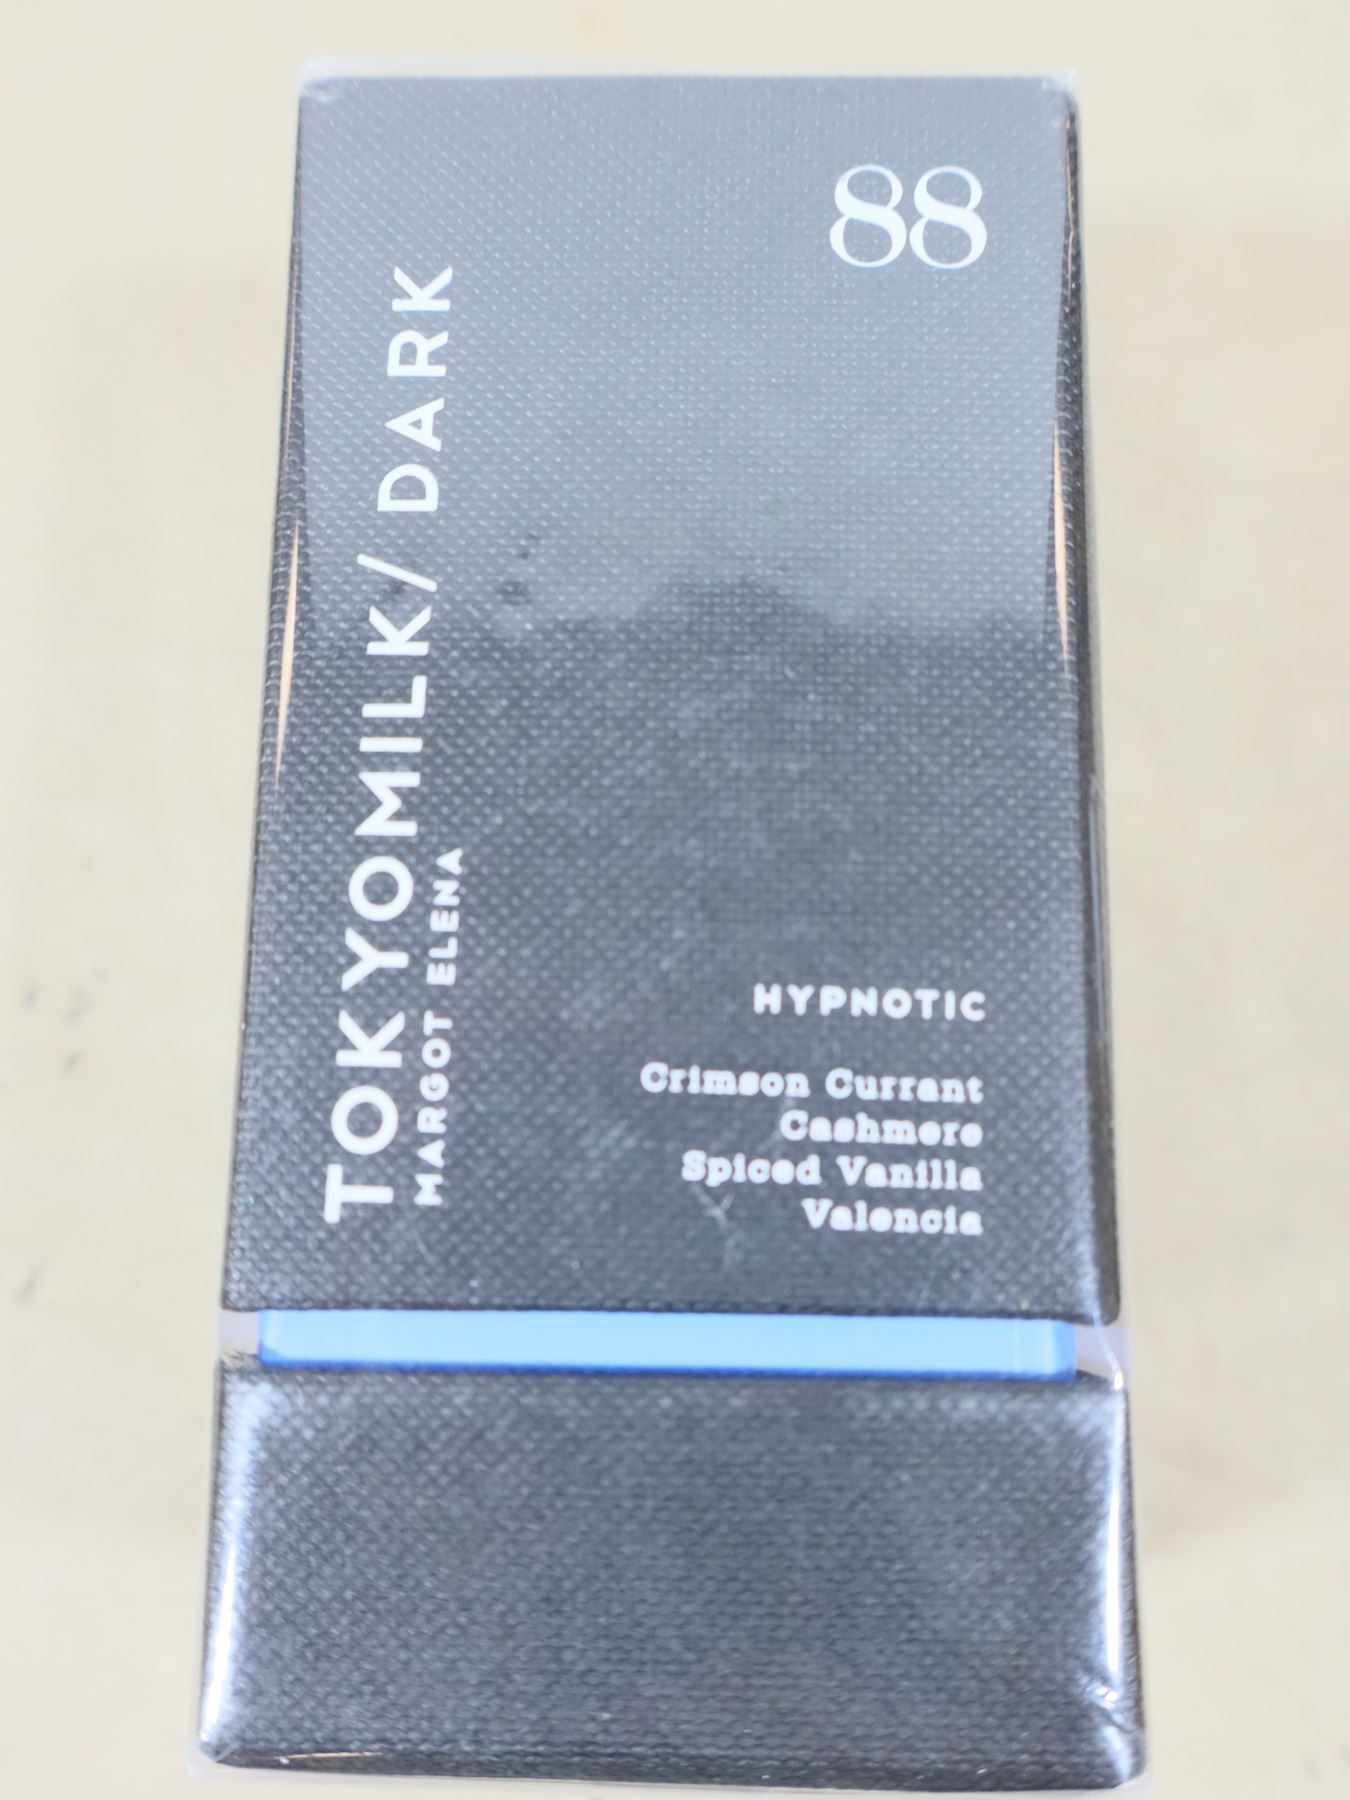 88
TOKYOMILK/ DARK
MARGOT ELENA
HYPNOTIC
Crimson Currant
Cashmere
Spiced Vanilla
Valencia